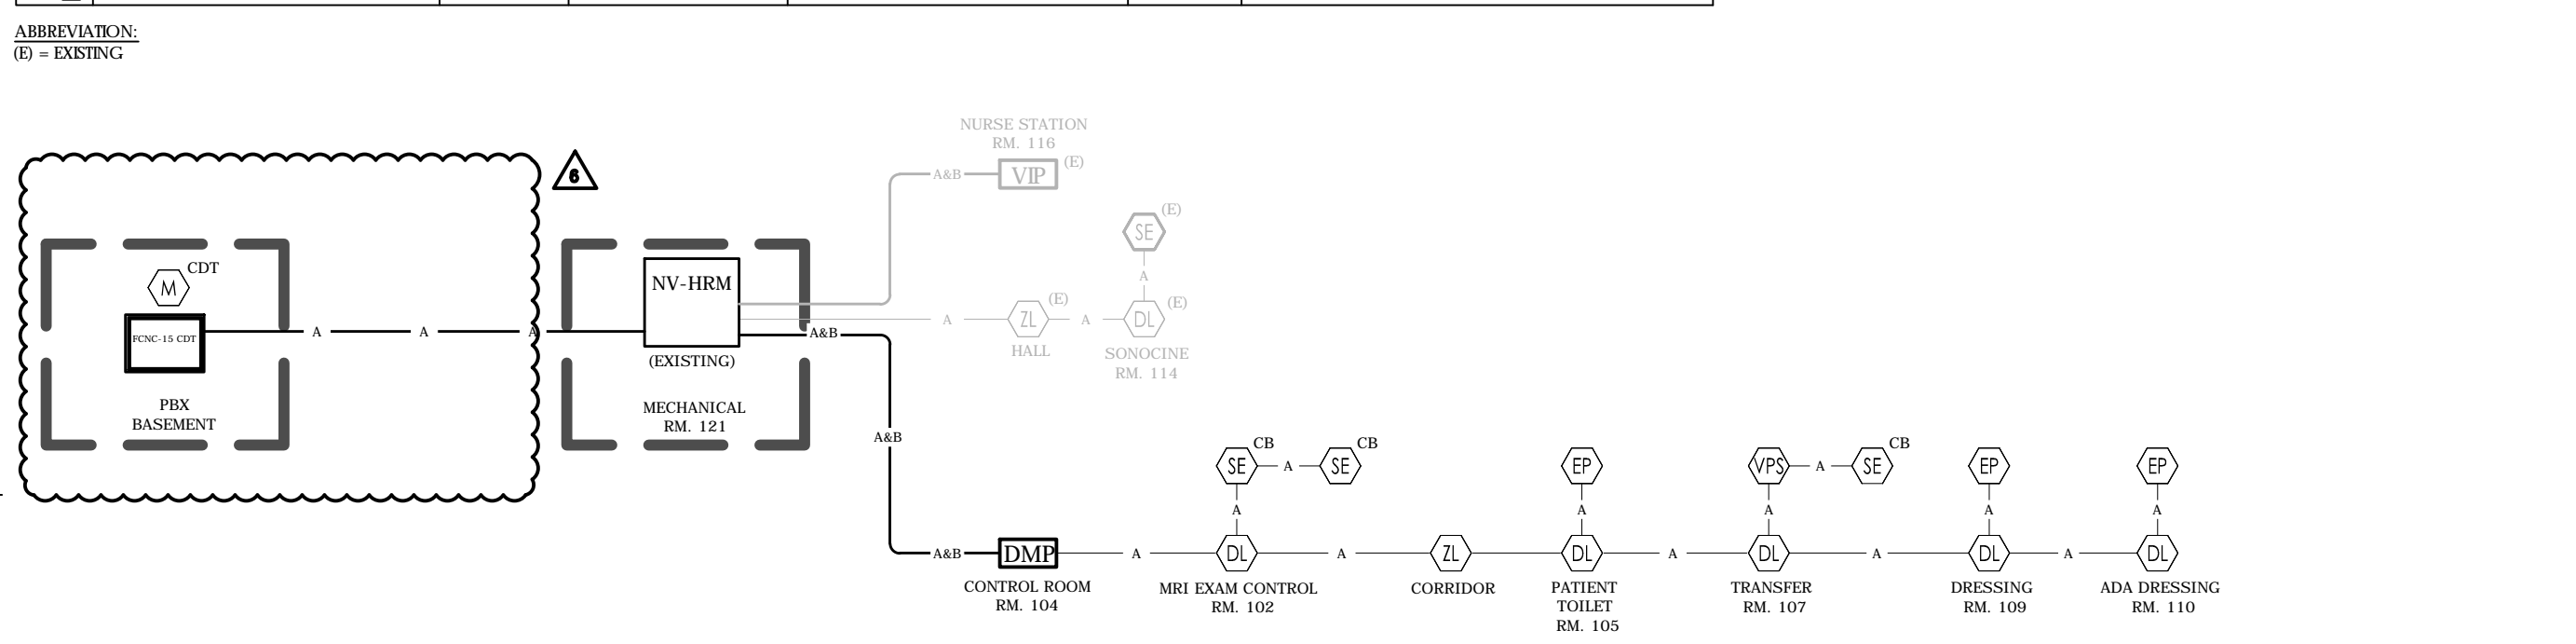 ABBREVIATION:
(E) = EXISTING
NURSE STATION
RM. 116
6
A&B
VIP
(E)
SE
(E)
A
M
CDT
FCNC-15 CDT
PBX
BASEMENT
A
A
A
NV-HRM
(EXISTING)
MECHANICAL
RM. 121
A
ZL
(E)
HALL
A
DL
(E)
SONOCINE
RM. 114
A&B
A&B
A&B
DMP
CONTROL ROOM
RM. 104
A
SE
CB
A
SE
CB
A
DL
MRI EXAM CONTROL
RM. 102
A
ZL
CORRIDOR
EP
A
DL
PATIENT
TOILET
RM. 105
A
VPS
A
SE
CB
A
DL
TRANSFER
RM. 107
A
EP
A
DL
DRESSING
RM. 109
A
EP
A
DL
ADA DRESSING
RM. 110